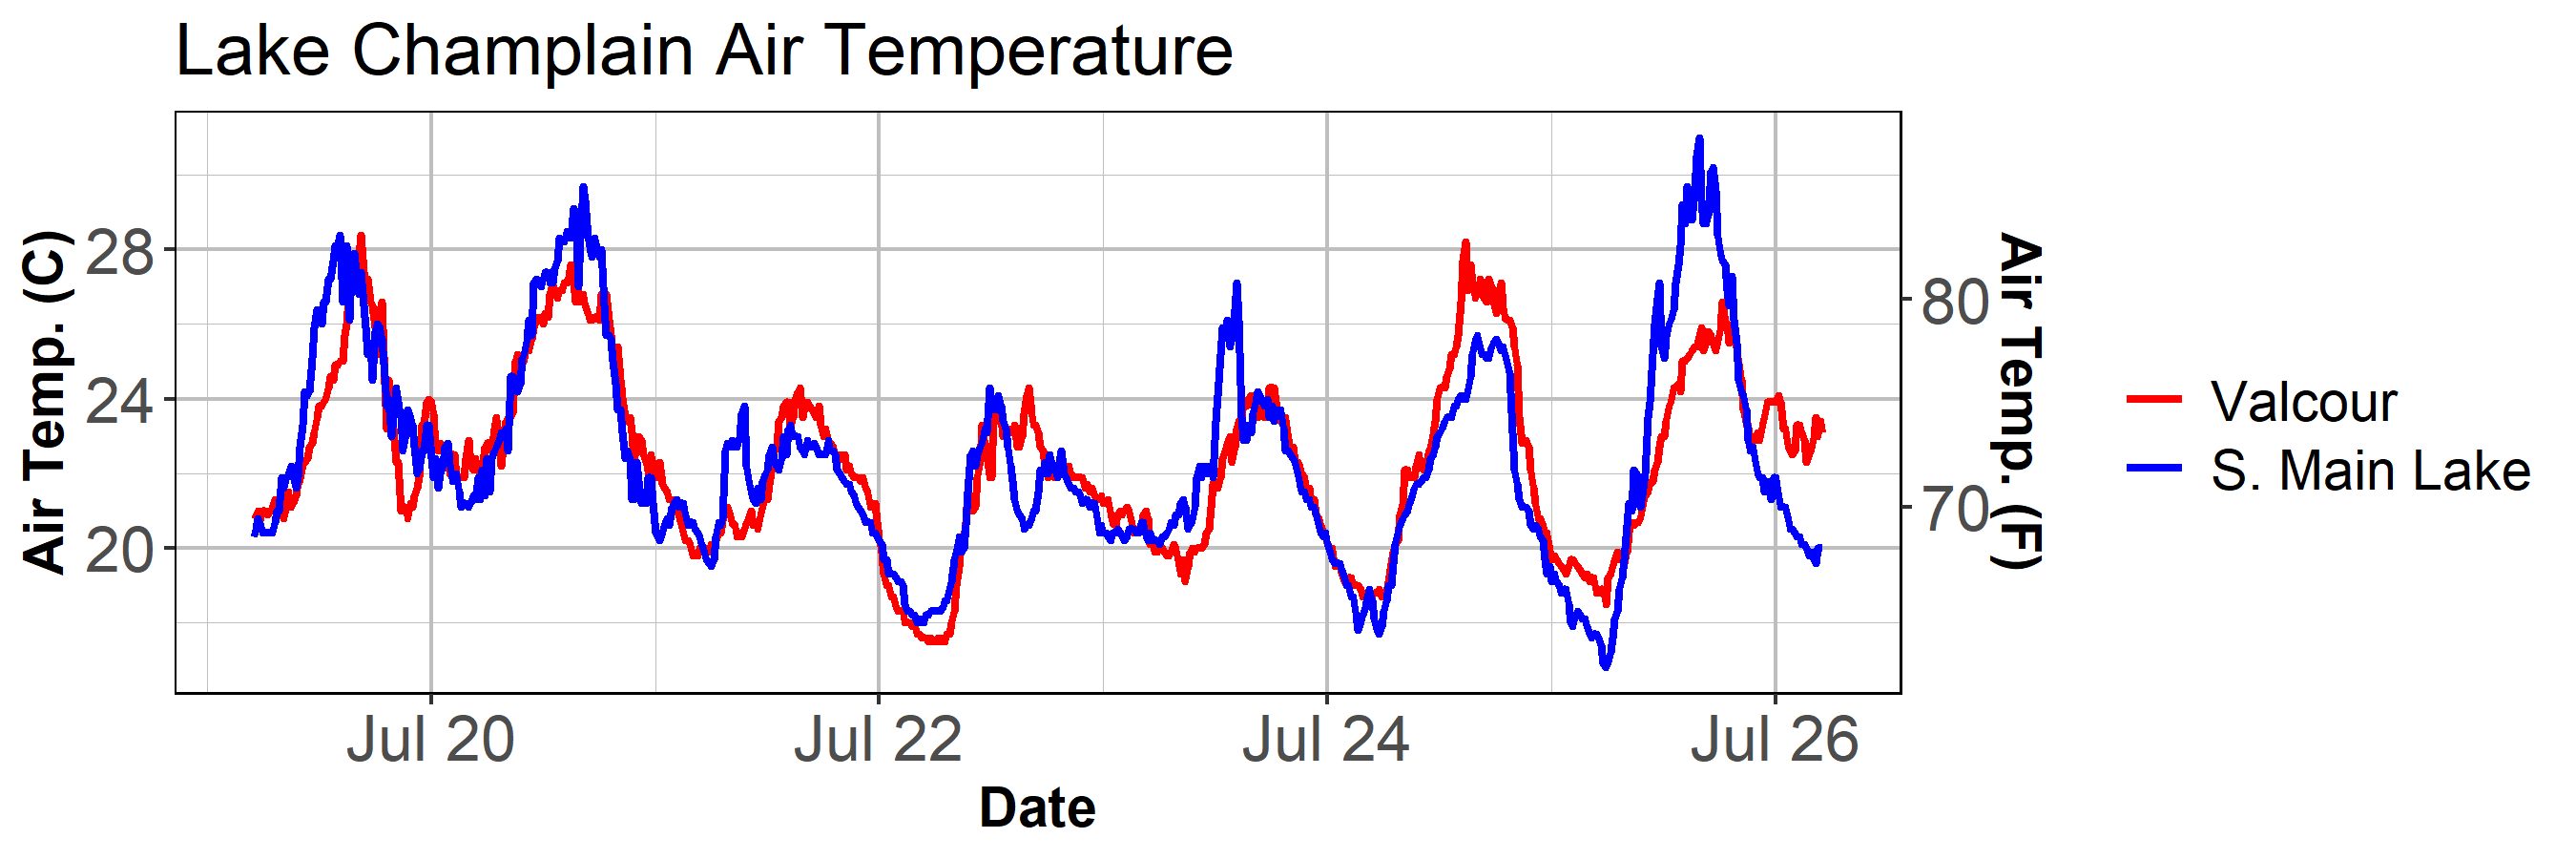 Lake Champlain Air Temperature
Air Temp. (C)
28
24
20
Air Temp. (F)
80
70
Valcour
S. Main Lake
Jul 20
Jul 22
Jul 24
Jul 26
Date